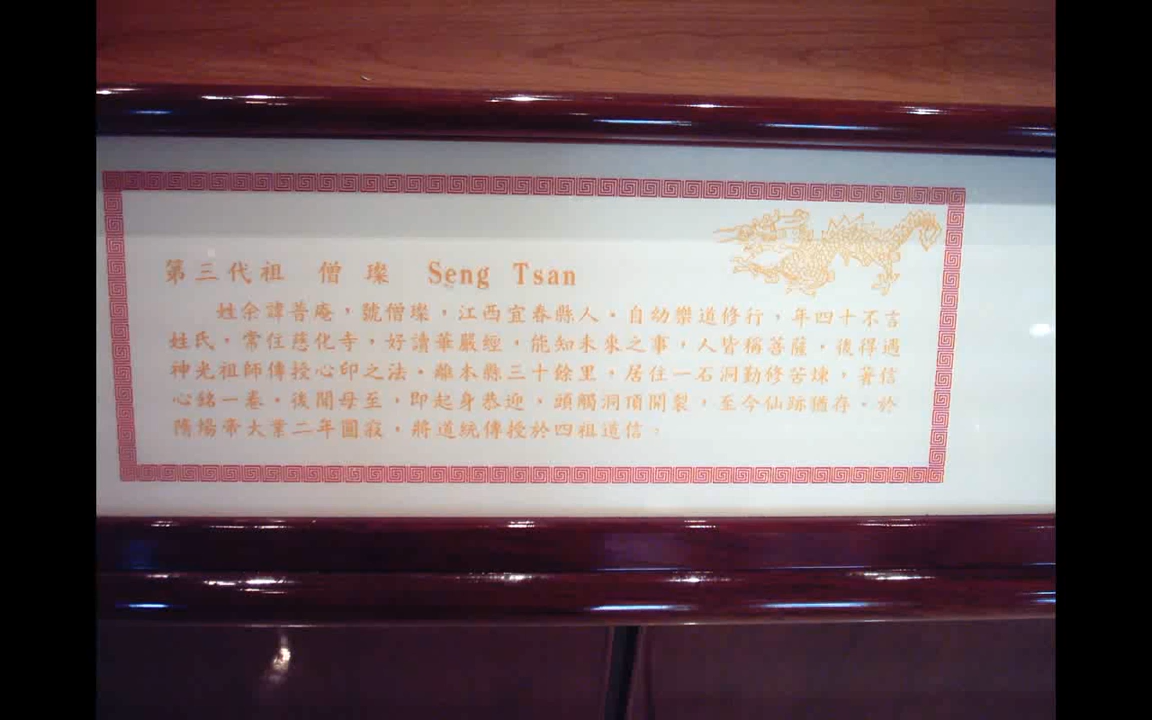 第三代祖 僧 璨 Seng Tsan
姓余諱普庵，號僧璨，江西宜春縣人。自幼樂道修行，年四十不言
姓氏，常住慈化寺，好讀華嚴經，能知未來之事，人皆稱菩薩。後得遇
神光祖師傳授心印之法。離本縣三十餘里，居住一石洞勤修苦煉，著信
心銘一卷。後聞母至，即起身恭迎，頭觸洞頂開裂，至今仙跡猶存。於
隋煬帝大業二年圓寂，將道統傳授於四祖道信。